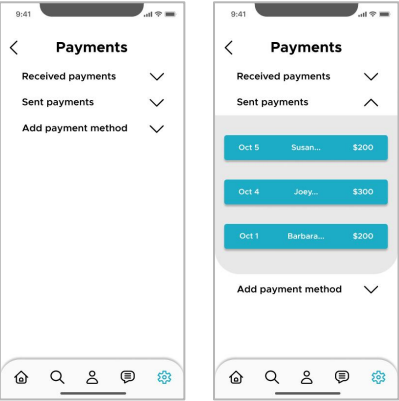 9:41
Payments
Received payments
Sent payments
Add payment method
9:41
Payments
Received payments
Sent payments
Oct 5 Susan... $200
Oct 4 Joey... $300
Oct 1 Barbara... $200
Add payment method